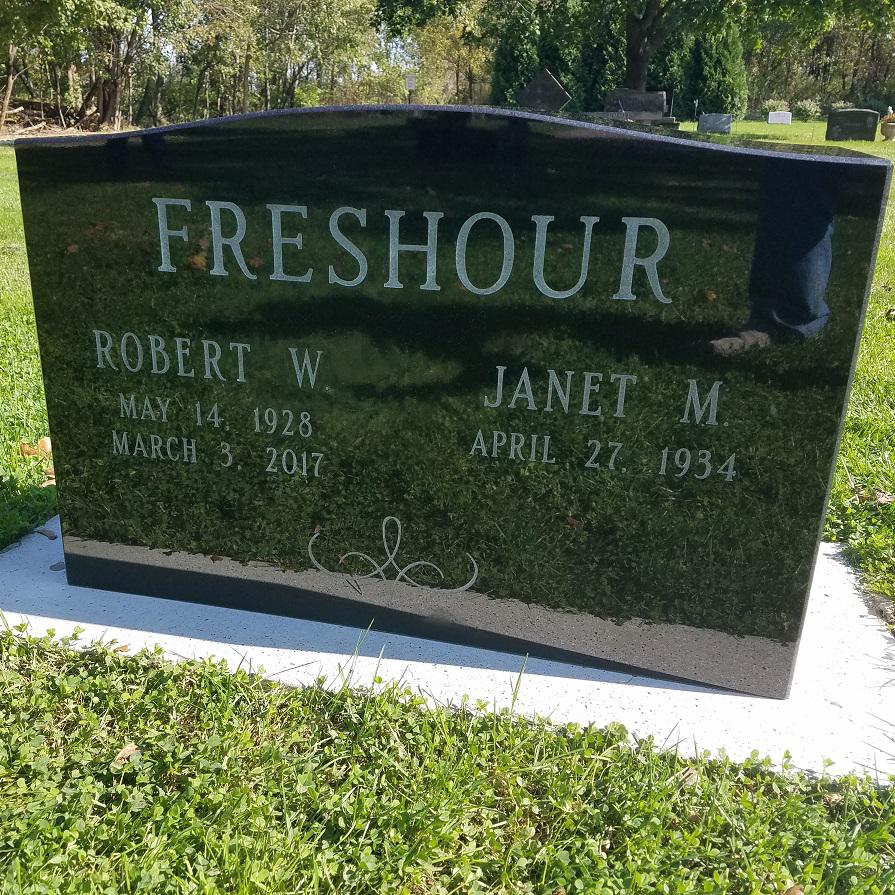 FRESHOUR
ROBERT W.
MAY 14, 1928
MARCH 3, 2017
JANET M.
APRIL 27, 1934